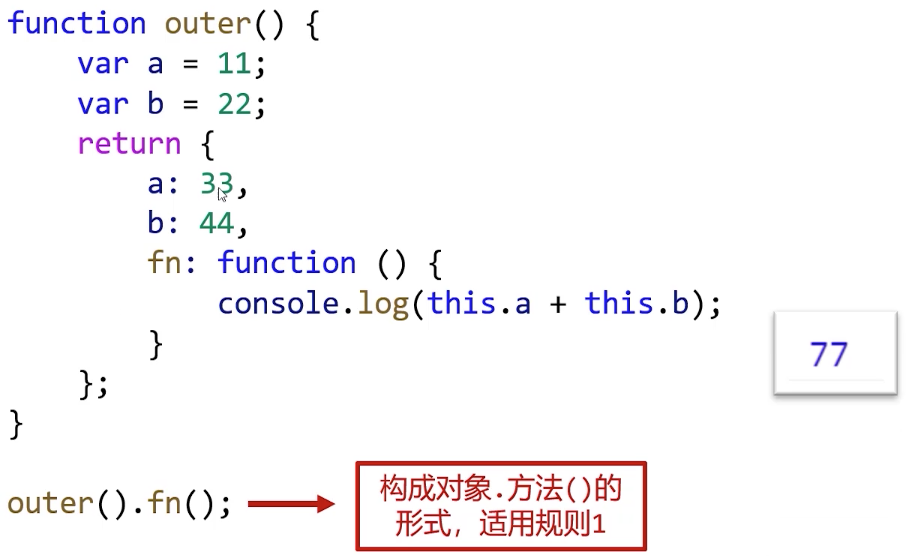 function outer() {
    var a = 11;
    var b = 22;
    return {
        a: 33,
        b: 44,
        fn: function () {
            console.log(this.a + this.b);
        }
    };
}
77
outer().fn();
构成对象.方法()的
形式，适用规则1